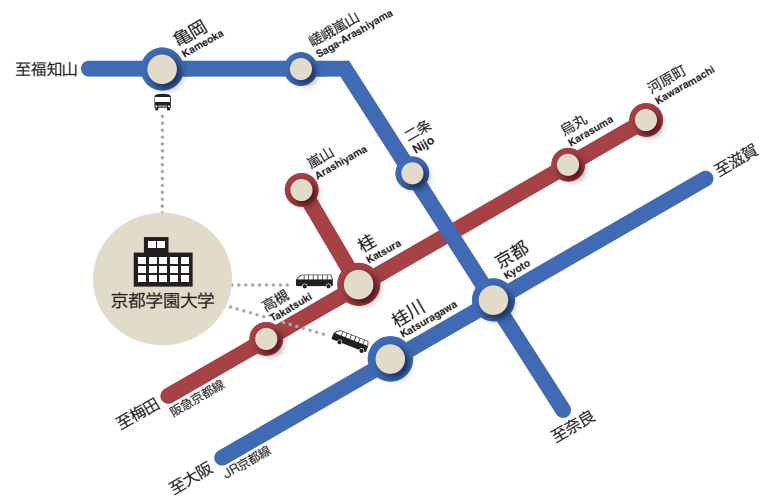 亀岡
Kameoka
嵯峨嵐山
Saga-Arashiyama
至福知山
河原町
Kawaramachi
烏丸
Karasuma
二条
Nijo
嵐山
Arashiyama
至滋賀
桂
Katsura
京都
Kyoto
京都学園大学
高槻
Takatsuki
桂川
Katsuragawa
至梅田
阪急京都線
至奈良
至大阪
JR京都線